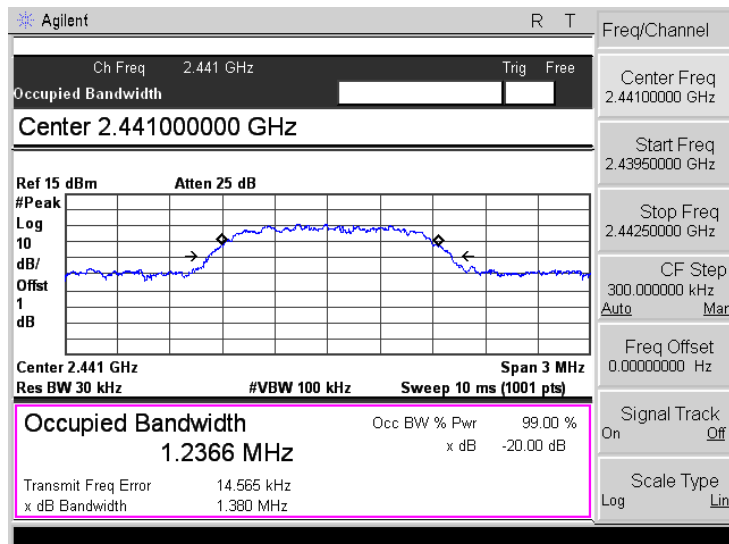 Agilent R T
Ch Freq 2.441 GHz Trig Free
Occupied Bandwidth
Center 2.441000000 GHz
Ref 15 dBm Atten 25 dB
#Peak
Log
10
dB/
Offst
1
dB
Center 2.441 GHz Span 3 MHz
Res BW 30 kHz #VBW 100 kHz Sweep 10 ms (1001 pts)
Occupied Bandwidth
1.2366 MHz
Occ BW % Pwr 99.00 %
x dB -20.00 dB
Transmit Freq Error 14.565 kHz
x dB Bandwidth 1.380 MHz
Freq/Channel
Center Freq
2.44100000 GHz
Start Freq
2.43950000 GHz
Stop Freq
2.44250000 GHz
CF Step
300.000000 kHz
Auto Man
Freq Offset
0.00000000 Hz
Signal Track
On Off
Scale Type
Log Lin